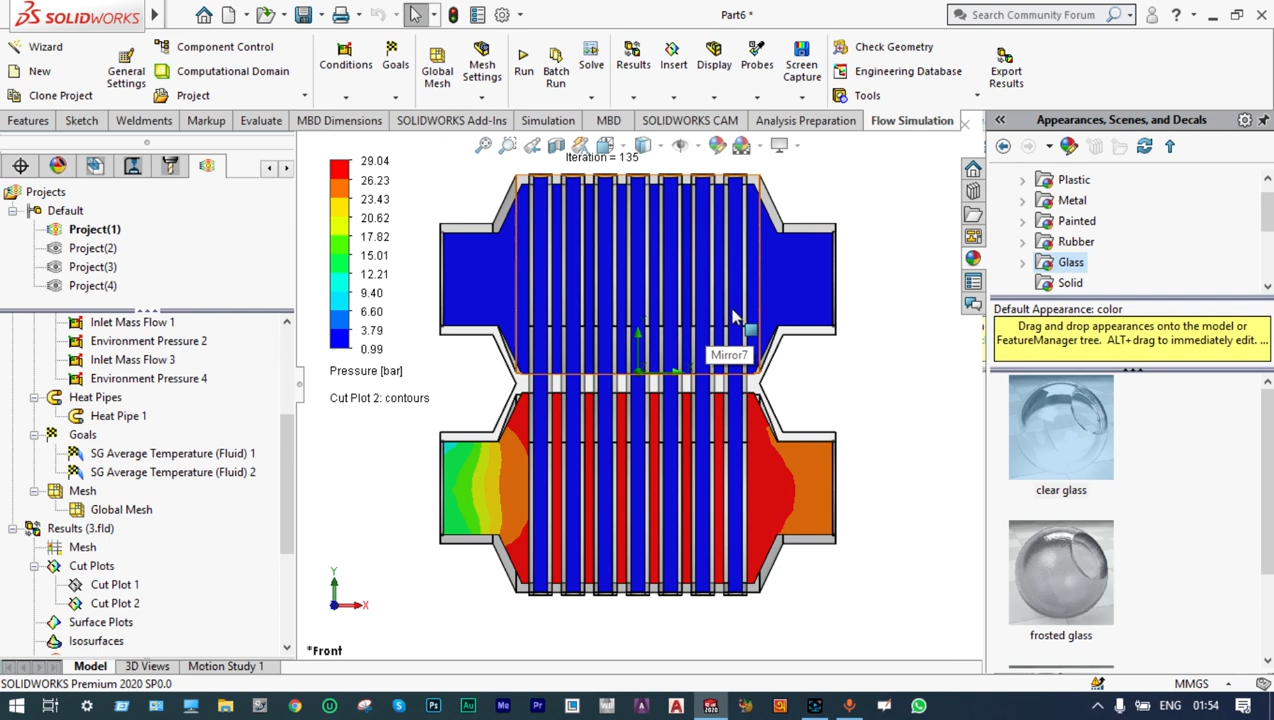 SOLIDWORKS
Part6 *
Search Community Forum
Wizard
New
Clone Project
General Settings
Component Control
Computational Domain
Project
Conditions
Goals
Global Mesh
Mesh Settings
Run
Batch Run
Solve
Results
Insert
Display
Probes
Screen Capture
Check Geometry
Engineering Database
Tools
Export Results
Features
Sketch
Weldments
Markup
Evaluate
MBD Dimensions
SOLIDWORKS Add-Ins
Simulation
MBD
SOLIDWORKS CAM
Analysis Preparation
Flow Simulation
Projects
Default
Project(1)
Project(2)
Project(3)
Project(4)
Inlet Mass Flow 1
Environment Pressure 2
Inlet Mass Flow 3
Environment Pressure 4
Heat Pipes
Heat Pipe 1
Goals
SG Average Temperature (Fluid) 1
SG Average Temperature (Fluid) 2
Mesh
Global Mesh
Results (3.fld)
Mesh
Cut Plots
Cut Plot 1
Cut Plot 2
Surface Plots
Isosurfaces
Iteration = 135
29.04
26.23
23.43
20.62
17.82
15.01
12.21
9.40
6.60
3.79
0.99
Pressure [bar]
Cut Plot 2: contours
Mirror7
Y
X
*Front
Appearances, Scenes, and Decals
Plastic
Metal
Painted
Rubber
Glass
Solid
Default Appearance: color
Drag and drop appearances onto the model or
FeatureManager tree. ALT+drag to immediately edit. ...
clear glass
frosted glass
Model
3D Views
Motion Study 1
SOLIDWORKS Premium 2020 SP0.0
MMGS
ENG
01:54